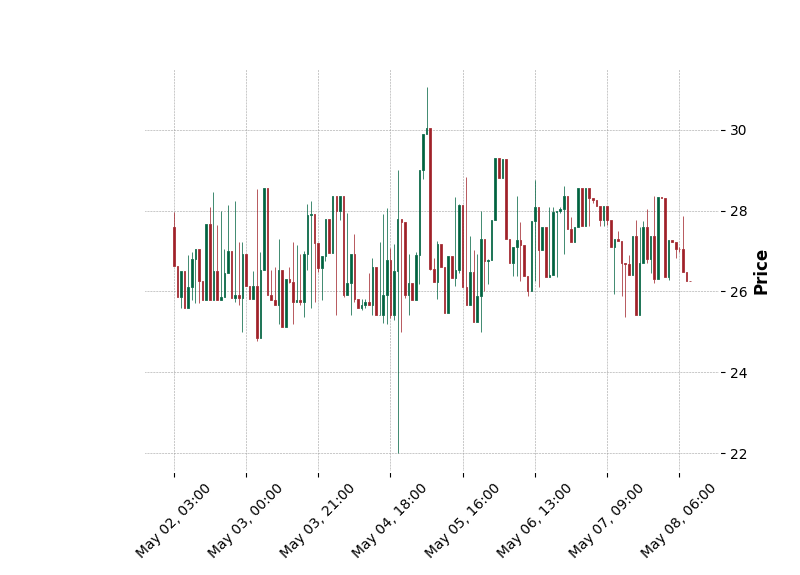 30
28
26
24
22
Price
May 02, 03:00
May 03, 00:00
May 03, 21:00
May 04, 18:00
May 05, 16:00
May 06, 13:00
May 07, 09:00
May 08, 06:00